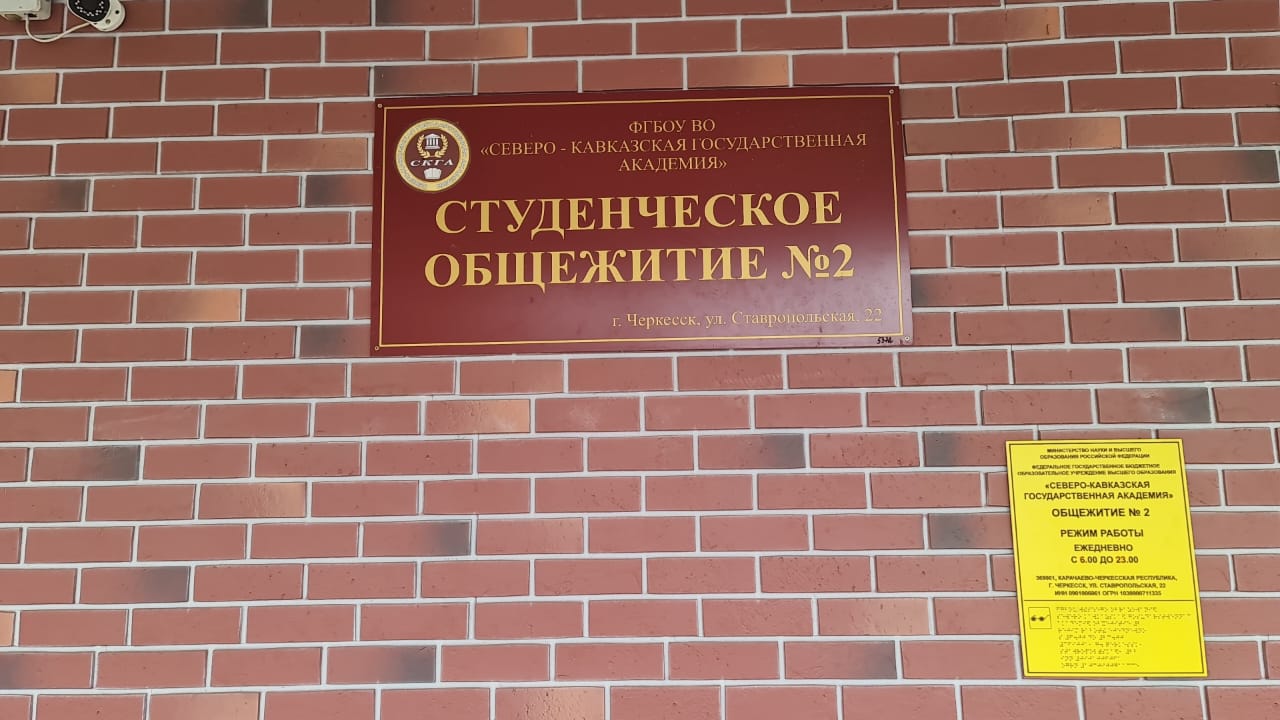 ФГБОУ ВО
«СЕВЕРО - КАВКАЗСКАЯ ГОСУДАРСТВЕННАЯ
АКАДЕМИЯ»
СКГА
СТУДЕНЧЕСКОЕ
ОБЩЕЖИТИЕ №2
г. Черкесск, ул. Ставропольская, 22
МИНИСТЕРСТВО НАУКИ И ВЫСШЕГО
ОБРАЗОВАНИЯ РОССИЙСКОЙ ФЕДЕРАЦИИ
ФЕДЕРАЛЬНОЕ ГОСУДАРСТВЕННОЕ БЮДЖЕТНОЕ
ОБРАЗОВАТЕЛЬНОЕ УЧРЕЖДЕНИЕ ВЫСШЕГО ОБРАЗОВАНИЯ
«СЕВЕРО-КАВКАЗСКАЯ
ГОСУДАРСТВЕННАЯ АКАДЕМИЯ»
ОБЩЕЖИТИЕ № 2
РЕЖИМ РАБОТЫ
ЕЖЕДНЕВНО
С 6.00 ДО 23.00
КАРАЧАЕВО-ЧЕРКЕССКАЯ РЕСПУБЛИКА,
Г. ЧЕРКЕССК, УЛ. СТАВРОПОЛЬСКАЯ, 22
ИНН ОГРН